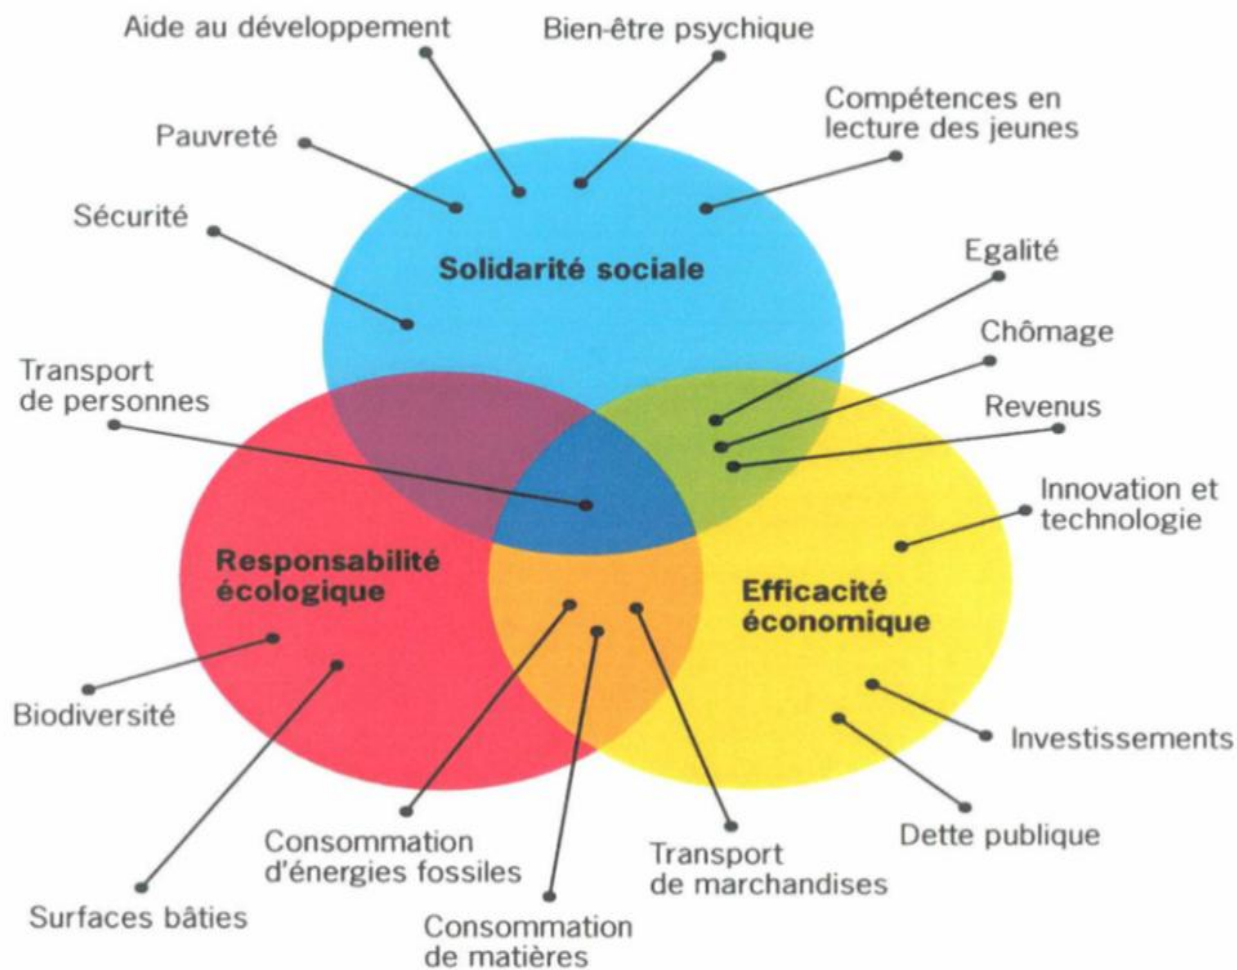 Aide au développement
Bien-être psychique
Compétences en
lecture des jeunes
Pauvreté
Sécurité
Solidarité sociale
Egalité
Chômage
Transport
de personnes
Revenus
Innovation et
technologie
Responsabilité
écologique
Efficacité
économique
Biodiversité
Investissements
Consommation
d'énergies fossiles
Transport
de marchandises
Dette publique
Surfaces bâties
Consommation
de matières